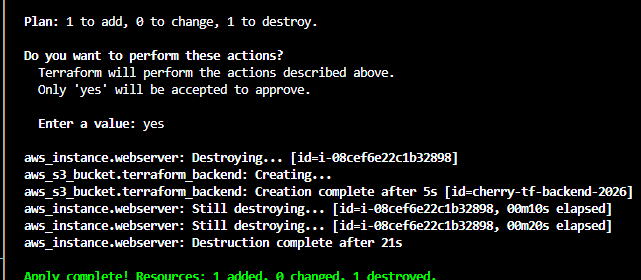 Plan: 1 to add, 0 to change, 1 to destroy.
Do you want to perform these actions?
Terraform will perform the actions described above.
Only 'yes' will be accepted to approve.
Enter a value: yes
aws_instance.webserver: Destroying... [id=i-08cef6e22c1b32898]
aws_s3_bucket.terraform_backend: Creating...
aws_s3_bucket.terraform_backend: Creation complete after 5s [id=cherry-tf-backend-2026]
aws_instance.webserver: Still destroying... [id=i-08cef6e22c1b32898, 00m10s elapsed]
aws_instance.webserver: Still destroying... [id=i-08cef6e22c1b32898, 00m20s elapsed]
aws_instance.webserver: Destruction complete after 21s
Apply complete! Resources: 1 added, 0 changed, 1 destroyed.